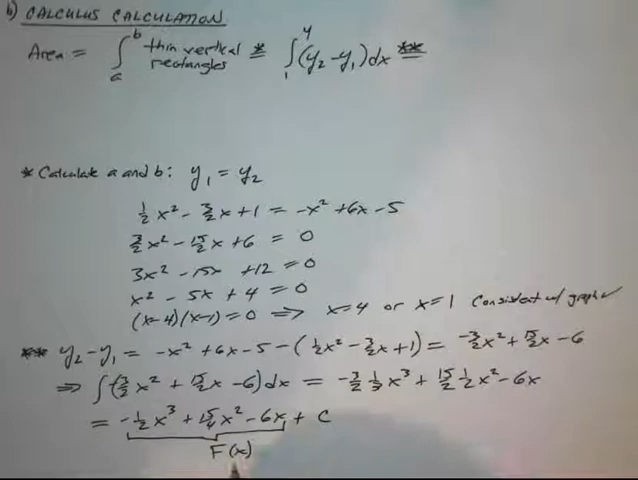 b) CALCULUS CALCULATION
Area = ∫_a^b thin vertical rectangles * = ∫_1^4 (y₂-y₁)dx **
* Calculate a and b: y₁ = y₂
½x² - 3/2x + 1 = -x² + 6x - 5
3/2x² - 15/2x + 6 = 0
3x² - 15x + 12 = 0
x² - 5x + 4 = 0
(x-4)(x-1) = 0 ⟹ x=4 or x=1 Consistent w/ graph ✓
** y₂-y₁ = -x² + 6x - 5 - (½x² - 3/2x + 1) = -3/2x² + 15/2x - 6
⟹ ∫(-3/2x² + 15/2x - 6)dx = -3/2 1/3x³ + 15/2 1/2x² - 6x
= -½x³ + 15/4x² - 6x + C
F(x)